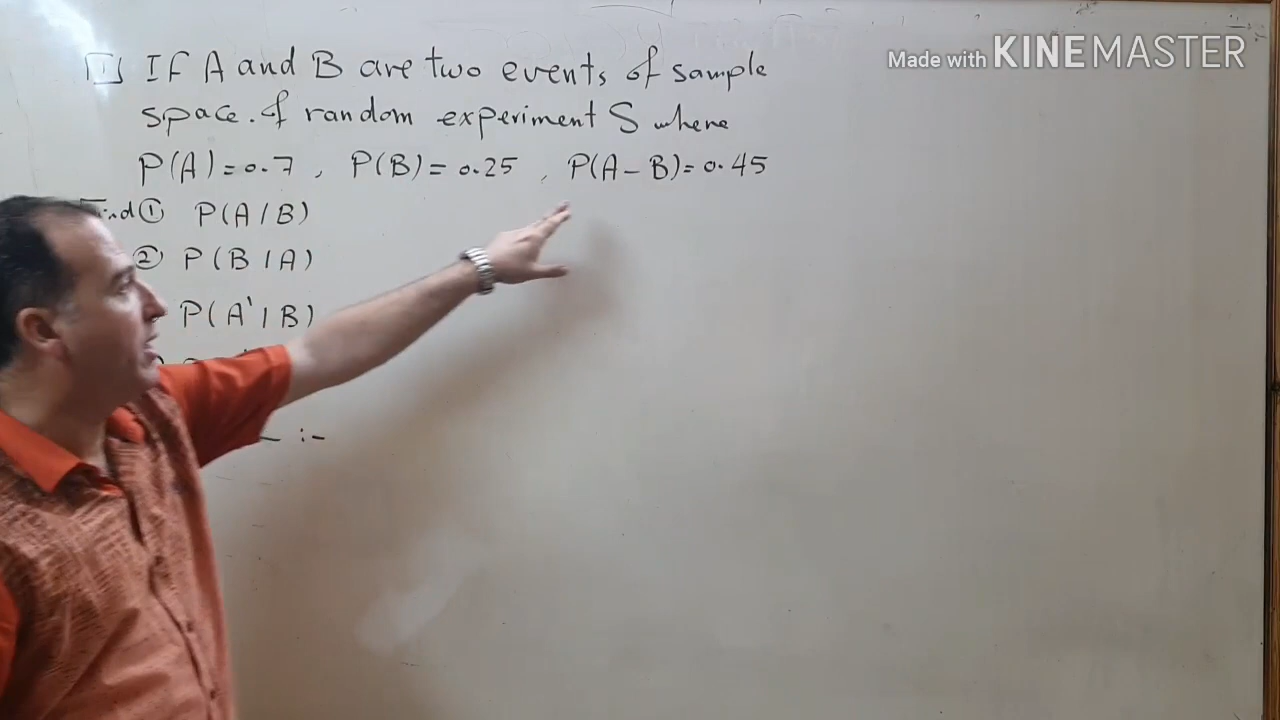 Made with KINEMASTER
1 IF A and B are two events of sample
space of random experiment S where
P(A) = 0.7 , P(B) = 0.25 , P(A – B) = 0.45
Find ① P(A / B)
② P(B | A)
P(A' | B)
:-